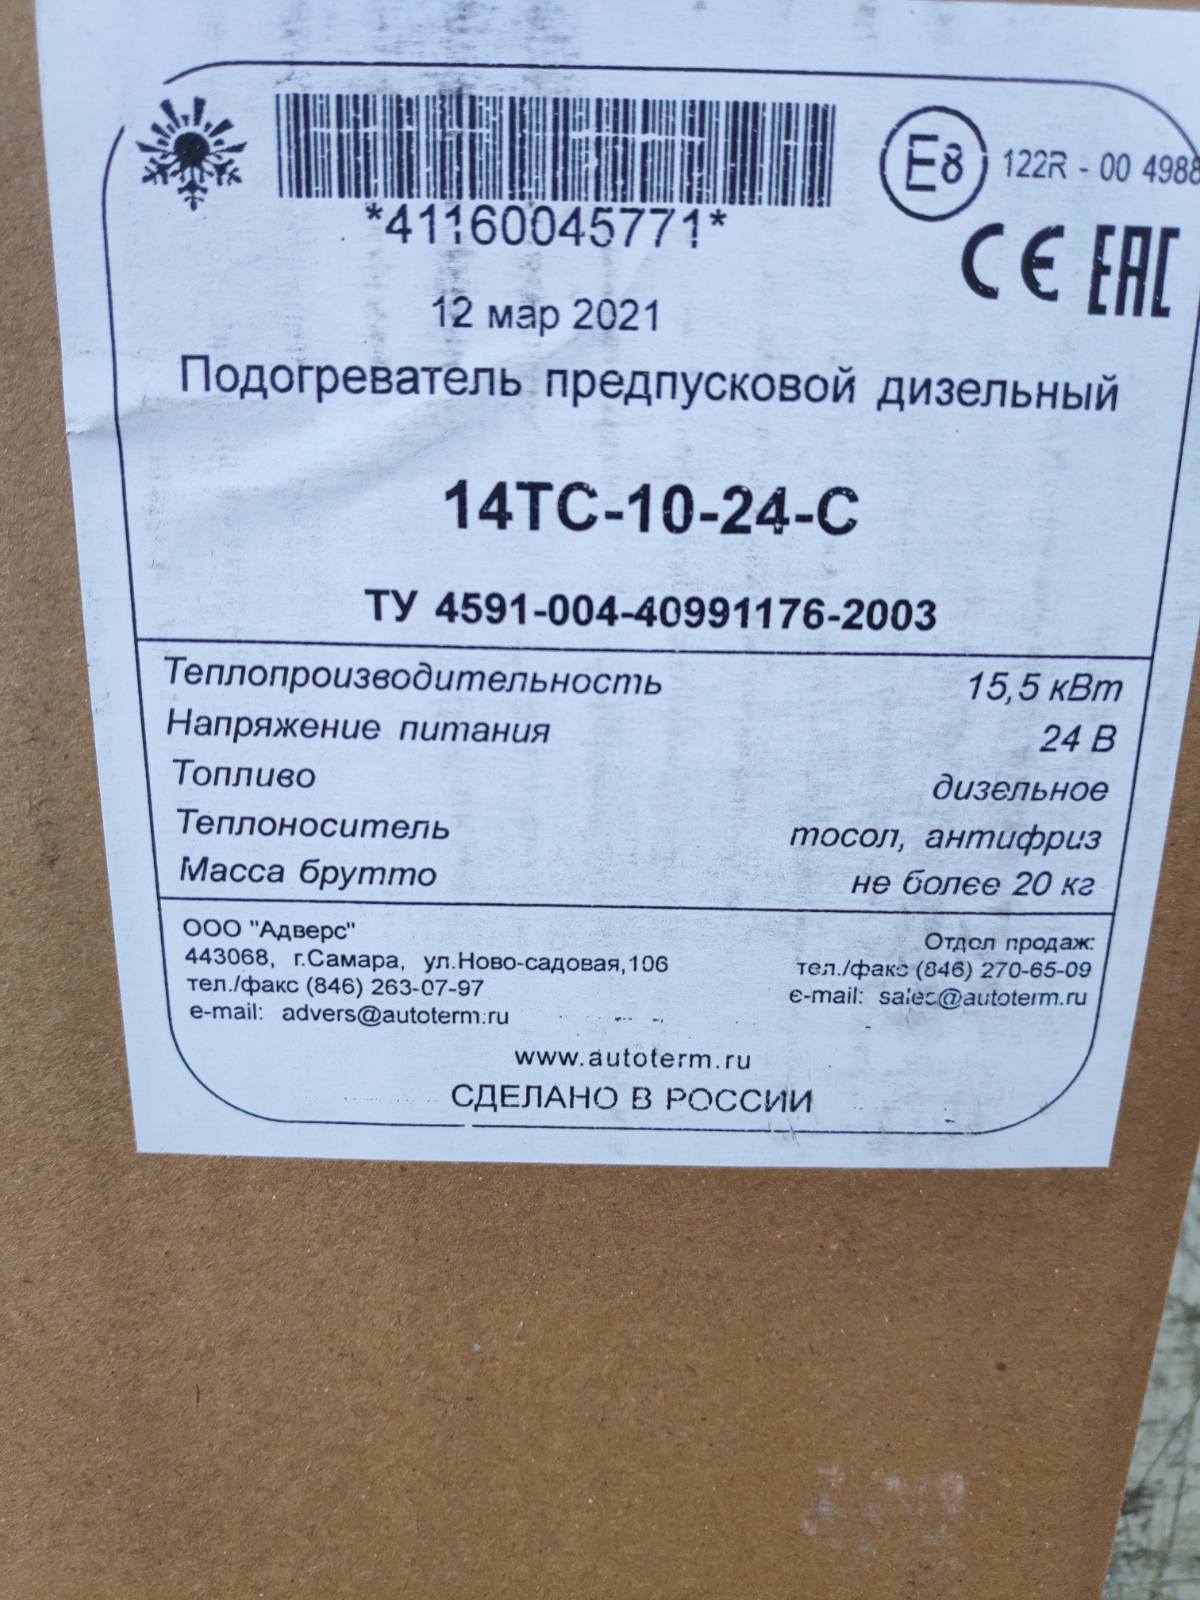 *41160045771*
E8 122R - 00 4988
CE EAC
12 мар 2021
Подогреватель предпусковой дизельный
14ТС-10-24-С
ТУ 4591-004-40991176-2003
Теплопроизводительность 15,5 кВт
Напряжение питания 24 В
Топливо дизельное
Теплоноситель тосол, антифриз
Масса брутто не более 20 кг
ООО "Адверс"
443068, г.Самара, ул.Ново-садовая,106
тел./факс (846) 263-07-97
e-mail: advers@autoterm.ru
Отдел продаж:
тел./факс (846) 270-65-09
e-mail: sales@autoterm.ru
www.autoterm.ru
СДЕЛАНО В РОССИИ